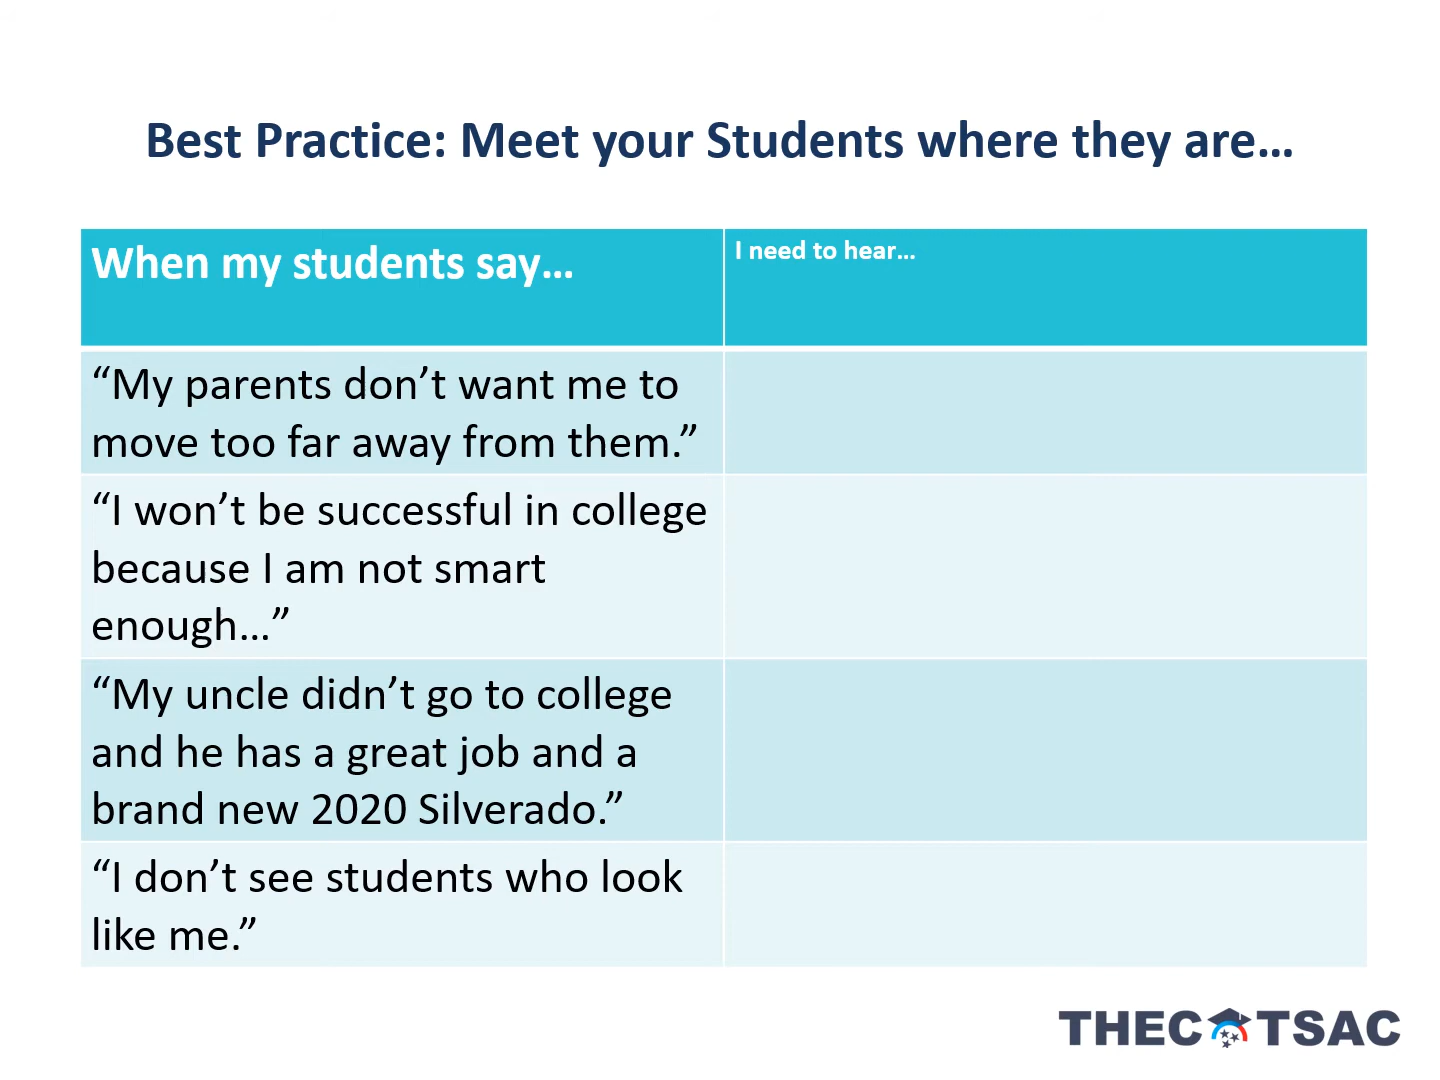 Best Practice: Meet your Students where they are…
When my students say…
I need to hear…
“My parents don’t want me to
move too far away from them.”
“I won’t be successful in college
because I am not smart
enough…”
“My uncle didn’t go to college
and he has a great job and a
brand new 2020 Silverado.”
“I don’t see students who look
like me.”
THEC TSAC